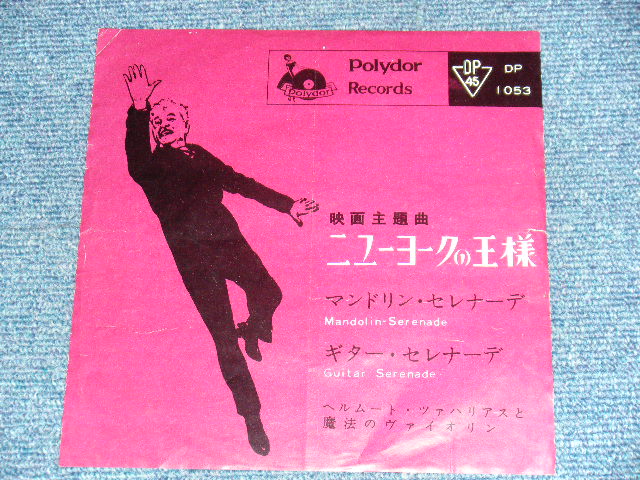 Polydor
Polydor
Records
DP
45
DP
1053
映画主題曲
ニューヨークの王様
マンドリン・セレナーデ
Mandolin-Serenade
ギター・セレナーデ
Guitar Serenade
ヘルムート・ツァハリアスと
魔法のヴァイオリン